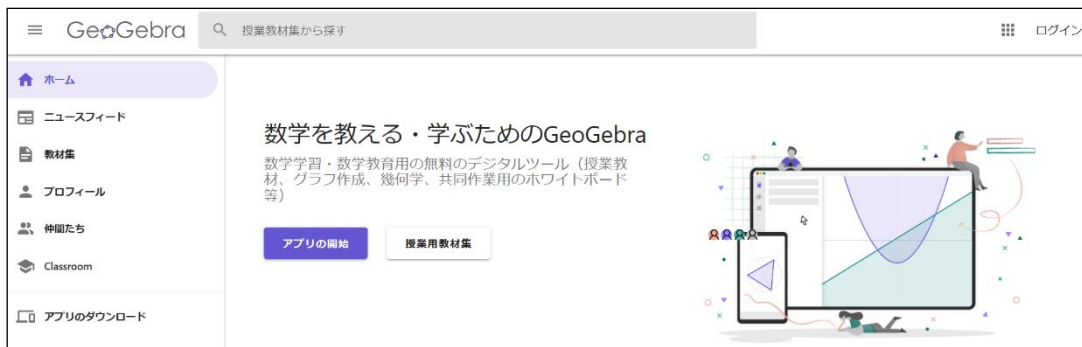 GeoGebra
授業教材集から探す
ログイン
ホーム
ニュースフィード
教材集
プロフィール
仲間たち
Classroom
アプリのダウンロード
数学を教える・学ぶためのGeoGebra
数学学習・数学教育用の無料のデジタルツール（授業教
材、グラフ作成、幾何学、共同作業用のホワイトボード
等）
アプリの開始
授業用教材集